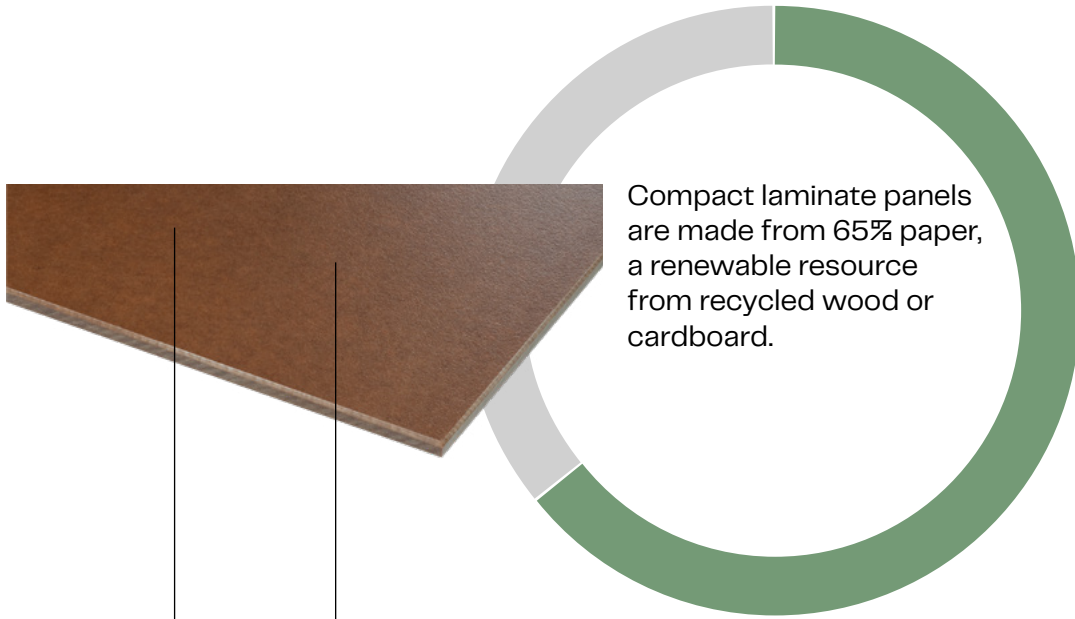 Compact laminate panels
are made from 65% paper,
a renewable resource
from recycled wood or
cardboard.